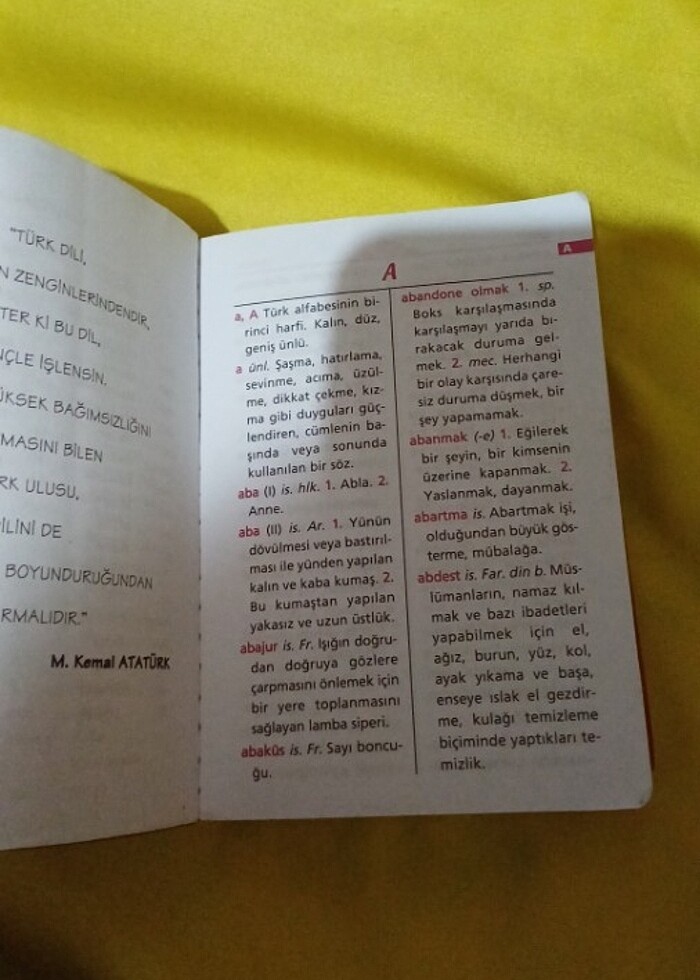 "TÜRK DİLİ,
ZENGİNLERİNDENDİR,
Kİ BU DİL,
İŞLENSİN.
BAĞIMSIZLIĞINI
BİLEN
ULUSU,
DE
BOYUNDURUĞUNDAN
M. Kemal ATATÜRK
A
A
a, A Türk alfabesinin bi-
rinci harfi. Kalın, düz,
geniş ünlü.
a ünl. Şaşma, hatırlama,
sevinme, acıma, üzül-
me, dikkat çekme, kız-
ma gibi duyguları güç-
lendiren, cümlenin ba-
şında veya sonunda
kullanılan bir söz.
aba (I) is. hlk. 1. Abla. 2.
Anne.
aba (II) is. Ar. 1. Yünün
dövülmesi veya bastırıl-
ması ile yünden yapılan
kalın ve kaba kumaş. 2.
Bu kumaştan yapılan
yakasız ve uzun üstlük.
abajur is. Fr. Işığın doğru-
dan doğruya gözlere
çarpmasını önlemek için
bir yere toplanmasını
sağlayan lamba siperi.
abaküs is. Fr. Sayı boncu-
ğu.
abandone olmak 1. sp.
Boks karşılaşmasında
karşılaşmayı yarıda bı-
rakacak duruma gel-
mek. 2. mec. Herhangi
bir olay karşısında çare-
siz duruma düşmek, bir
şey yapamamak.
abanmak (-e) 1. Eğilerek
bir şeyin, bir kimsenin
üzerine kapanmak. 2.
Yaslanmak, dayanmak.
abartma is. Abartmak işi,
olduğundan büyük gös-
terme, mübalağa.
abdest is. Far. din b. Müs-
lümanların, namaz kıl-
mak ve bazı ibadetleri
yapabilmek için el,
ağız, burun, yüz, kol,
ayak yıkama ve başa,
enseye ıslak el gezdir-
me, kulağı temizleme
biçiminde yaptıkları te-
mizlik.